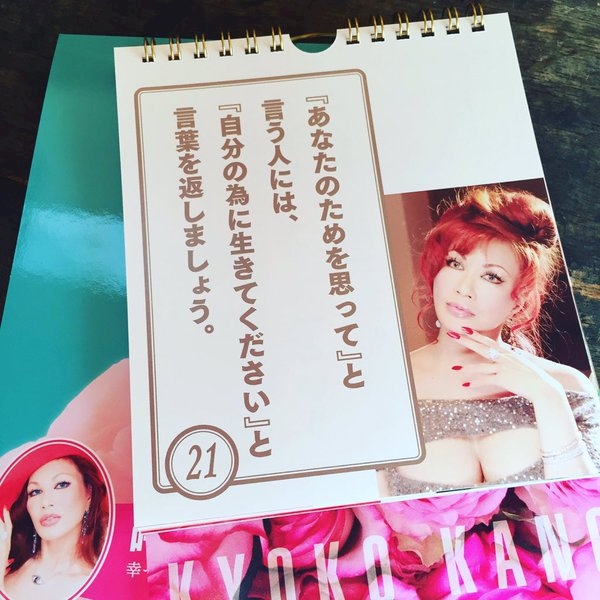 『あなたのためを思って』と
言う人には、
『自分の為に生きてください』と
言葉を返しましょう。
21
KYOKO KANO
幸